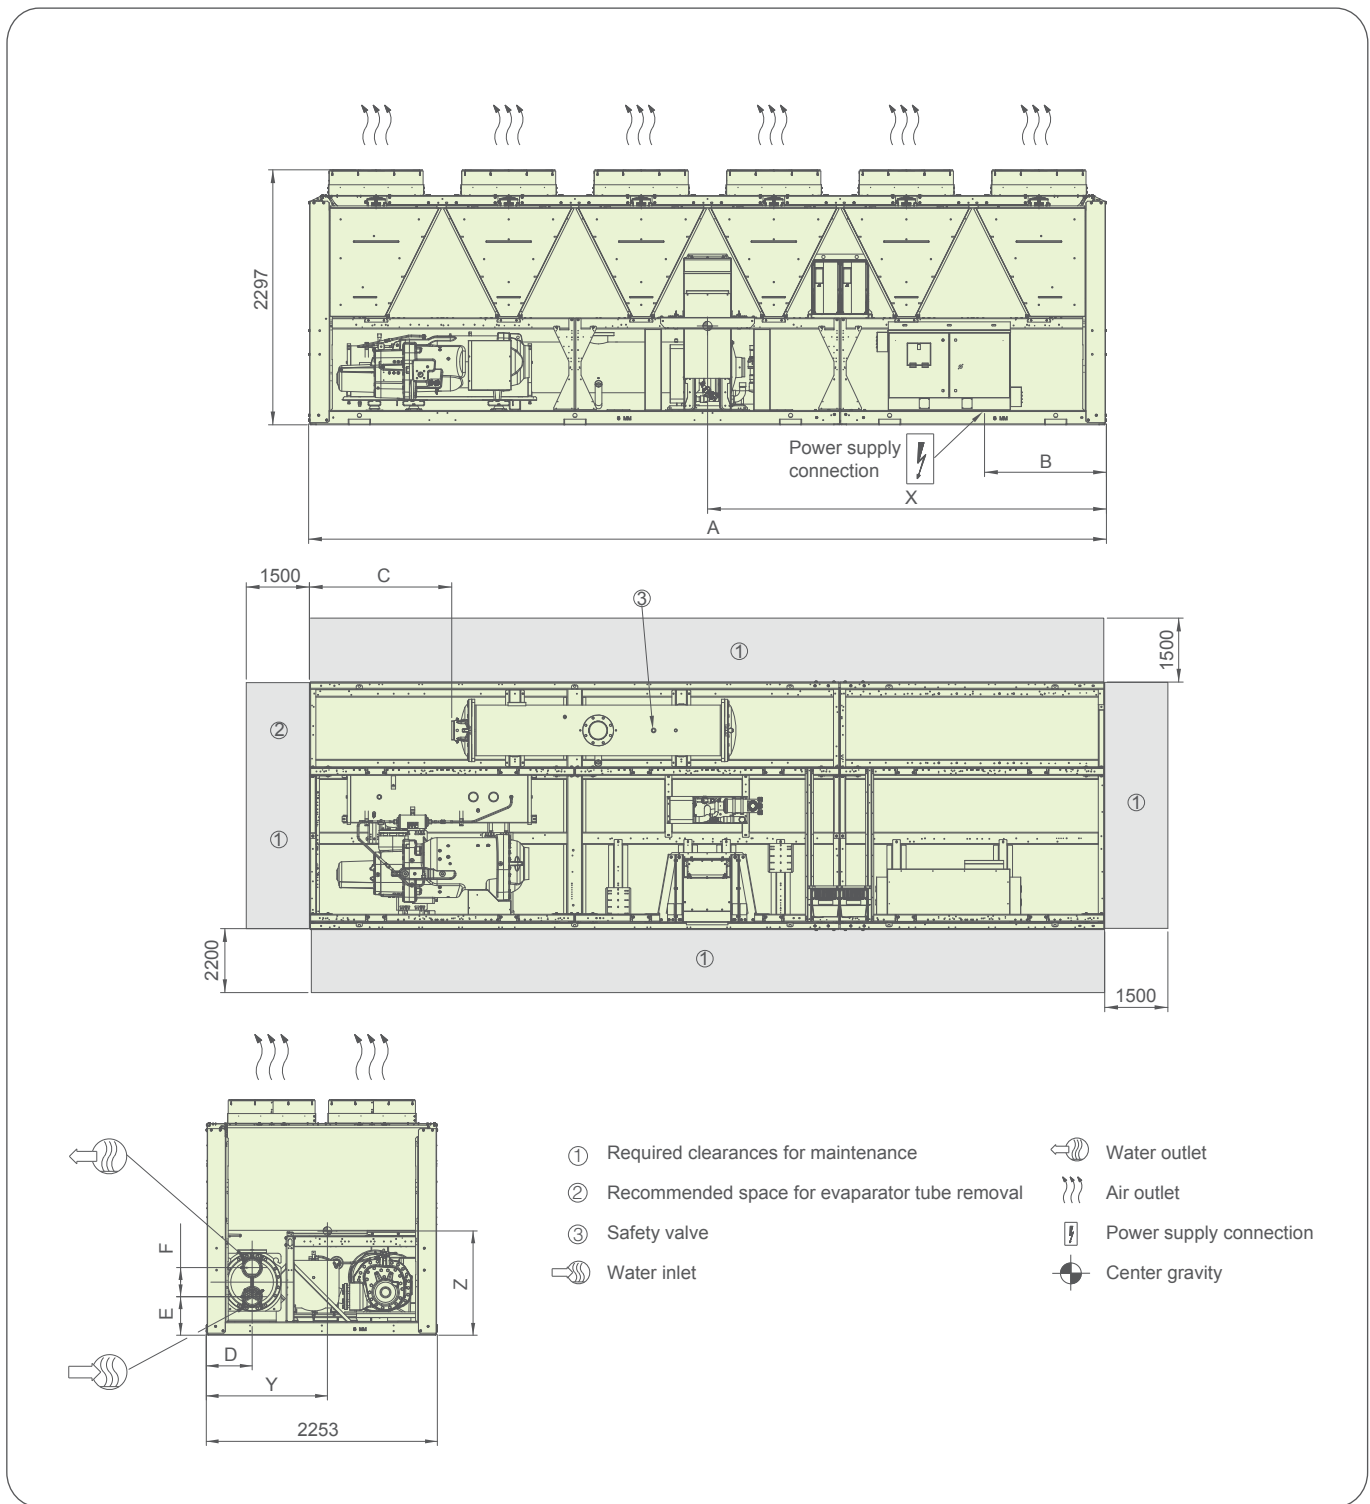 2297
Power supply
connection
B
X
A
1500
C
③
①
1500
②
①
①
2200
①
1500
F
E
Z
D
Y
2253
① Required clearances for maintenance
② Recommended space for evaparator tube removal
③ Safety valve
Water inlet
Water outlet
Air outlet
Power supply connection
Center gravity